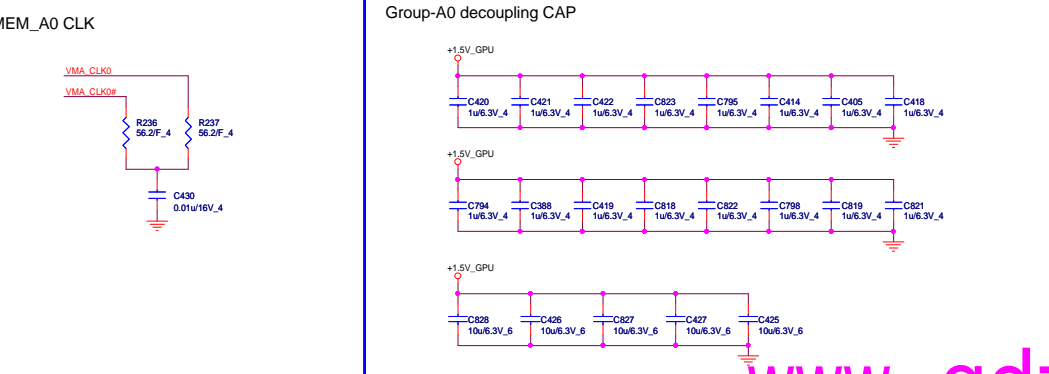 MEM_A0 CLK
VMA_CLK0
VMA_CLK0#
R236
56.2/F_4
R237
56.2/F_4
C430
0.01u/16V_4
Group-A0 decoupling CAP
+1.5V_GPU
C420 C421 C422 C823 C795 C414 C405 C418
1u/6.3V_4 1u/6.3V_4 1u/6.3V_4 1u/6.3V_4 1u/6.3V_4 1u/6.3V_4 1u/6.3V_4 1u/6.3V_4
+1.5V_GPU
C794 C388 C419 C818 C822 C798 C819 C821
1u/6.3V_4 1u/6.3V_4 1u/6.3V_4 1u/6.3V_4 1u/6.3V_4 1u/6.3V_4 1u/6.3V_4 1u/6.3V_4
+1.5V_GPU
C828 C426 C827 C427 C425
10u/6.3V_6 10u/6.3V_6 10u/6.3V_6 10u/6.3V_6 10u/6.3V_6